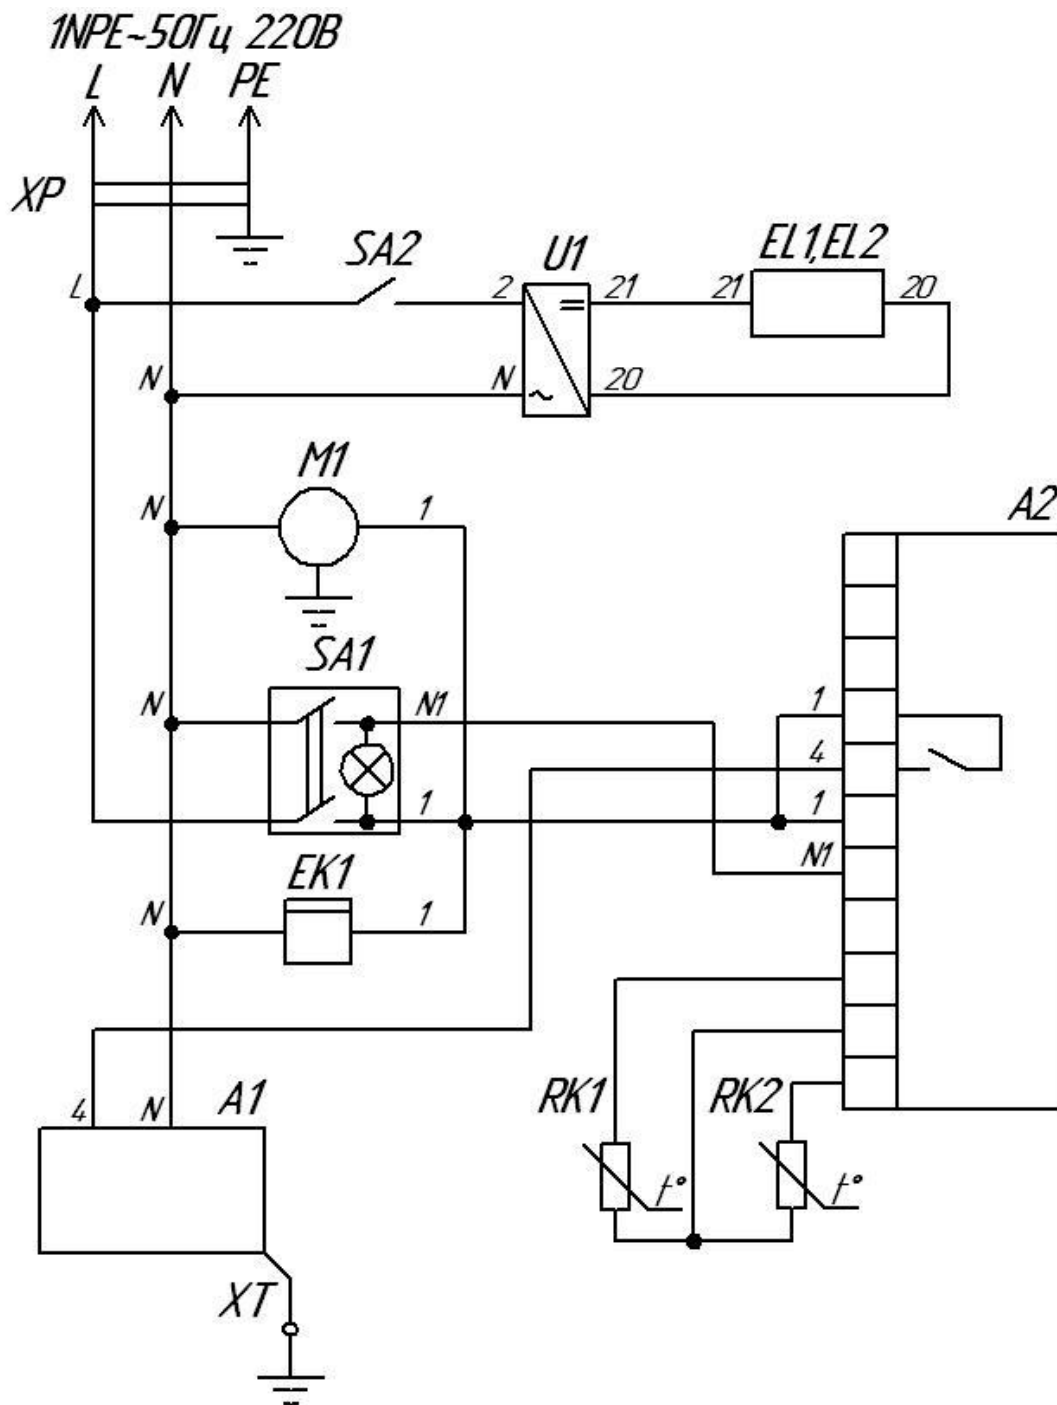 1NPE~50Гц 220В
L N PE
XP
SA2 U1 EL1,EL2
L 2 21 21 20
N N 20
M1
N 1 A2
SA1
N N1 1
4
1 1
N1
EK1
N 1
RK1 RK2
4 N A1
t° t°
XT